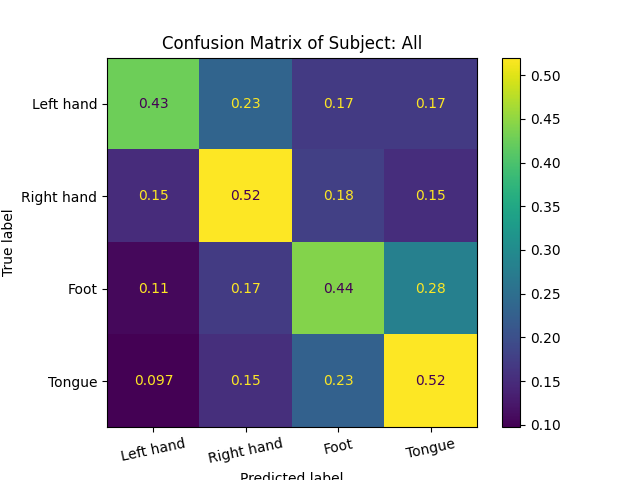 Confusion Matrix of Subject: All
Left hand 0.43 0.23 0.17 0.17
Right hand 0.15 0.52 0.18 0.15
Foot 0.11 0.17 0.44 0.28
Tongue 0.097 0.15 0.23 0.52
Left hand Right hand Foot Tongue
Predicted label
True label
0.50
0.45
0.40
0.35
0.30
0.25
0.20
0.15
0.10